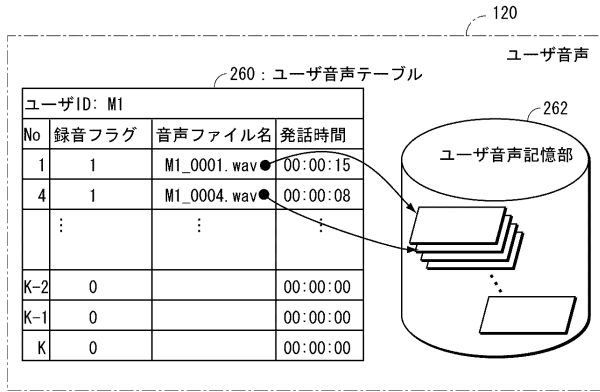 120
ユーザ音声
260：ユーザ音声テーブル
ユーザID: M1
No 録音フラグ 音声ファイル名 発話時間
1 1 M1_0001.wav 00:00:15
4 1 M1_0004.wav 00:00:08
⋮ ⋮ ⋮
K-2 0 00:00:00
K-1 0 00:00:00
K 0 00:00:00
262
ユーザ音声記憶部